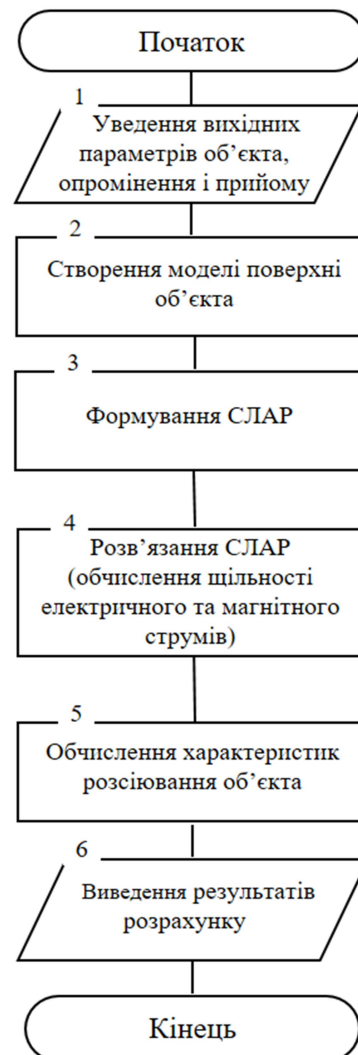 Початок
1
Уведення вихідних
параметрів об’єкта,
опромінення і прийому
2
Створення моделі поверхні
об’єкта
3
Формування СЛАР
4
Розв’язання СЛАР
(обчислення щільності
електричного та магнітного
струмів)
5
Обчислення характеристик
розсіювання об’єкта
6
Виведення результатів
розрахунку
Кінець